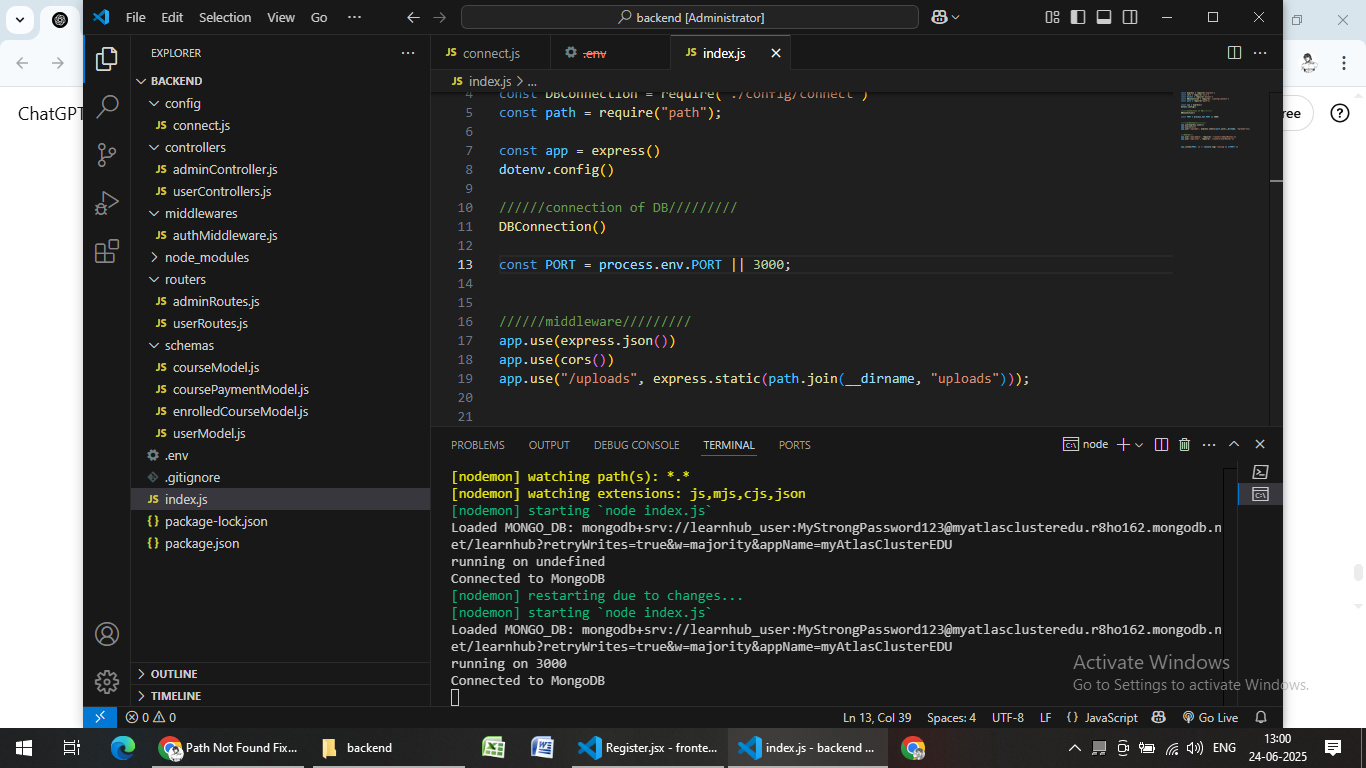 File Edit Selection View Go ··· backend [Administrator]
ChatGPT
ree
EXPLORER
BACKEND
config
JS connect.js
controllers
JS adminController.js
JS userControllers.js
middlewares
JS authMiddleware.js
node_modules
routers
JS adminRoutes.js
JS userRoutes.js
schemas
JS courseModel.js
JS coursePaymentModel.js
JS enrolledCourseModel.js
JS userModel.js
.env
.gitignore
JS index.js
{} package-lock.json
{} package.json
OUTLINE
TIMELINE
JS connect.js .env JS index.js
JS index.js > ...
4 const DBConnection = require("./config/connect")
5 const path = require("path");
6
7 const app = express()
8 dotenv.config()
9
10 //////connection of DB/////////
11 DBConnection()
12
13 const PORT = process.env.PORT || 3000;
14
15
16 //////middleware/////////
17 app.use(express.json())
18 app.use(cors())
19 app.use("/uploads", express.static(path.join(__dirname, "uploads")));
20
21
PROBLEMS OUTPUT DEBUG CONSOLE TERMINAL PORTS node
[nodemon] watching path(s): *.*
[nodemon] watching extensions: js,mjs,cjs,json
[nodemon] starting `node index.js`
Loaded MONGO_DB: mongodb+srv://learnhub_user:MyStrongPassword123@myatlasclusteredu.r8ho162.mongodb.n
et/learnhub?retryWrites=true&w=majority&appName=myAtlasClusterEDU
running on undefined
Connected to MongoDB
[nodemon] restarting due to changes...
[nodemon] starting `node index.js`
Loaded MONGO_DB: mongodb+srv://learnhub_user:MyStrongPassword123@myatlasclusteredu.r8ho162.mongodb.n
et/learnhub?retryWrites=true&w=majority&appName=myAtlasClusterEDU
running on 3000
Connected to MongoDB
Activate Windows
Go to Settings to activate Windows.
0 0 Ln 13, Col 39 Spaces: 4 UTF-8 LF {} JavaScript Go Live
Path Not Found Fix... backend Register.jsx - fronte... index.js - backend ... ENG 13:00
24-06-2025